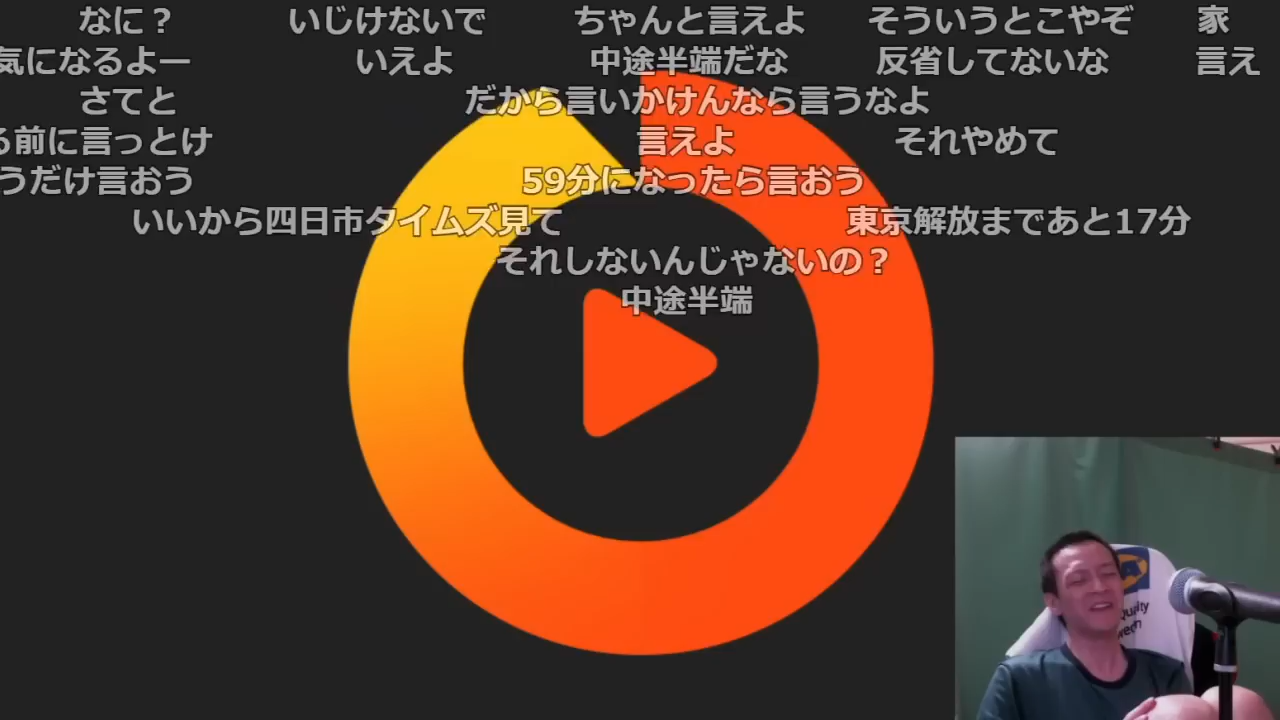 なに？ いじけないで ちゃんと言えよ そういうとこやぞ 家
気になるよー いえよ 中途半端だな 反省してないな 言え
さてと だから言いかけんなら言うなよ
る前に言っとけ 言えよ それやめて
うだけ言おう 59分になったら言おう
いいから四日市タイムズ見て 東京解放まであと17分
それしないんじゃないの？
中途半端